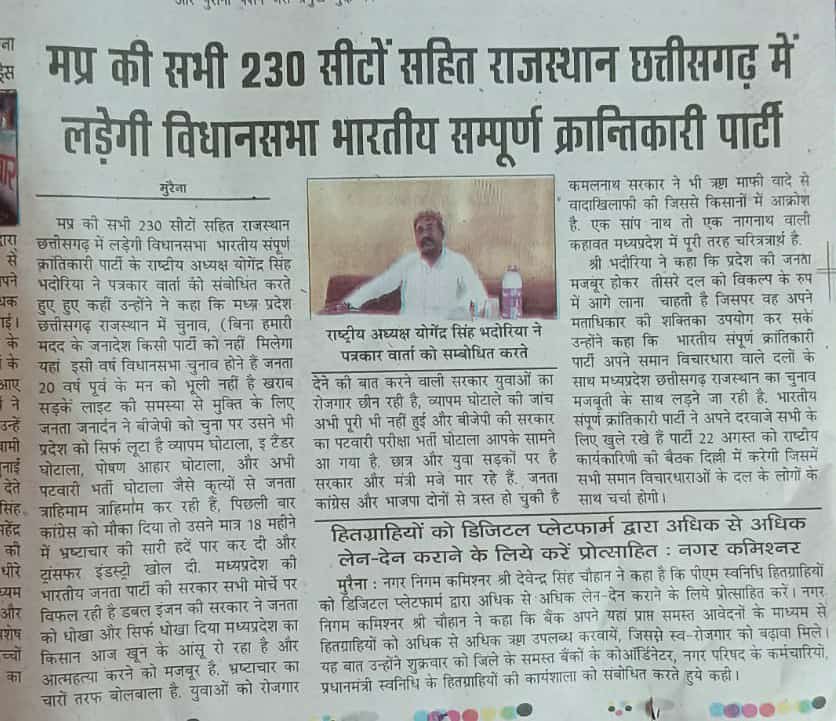 मप्र की सभी 230 सीटों सहित राजस्थान छत्तीसगढ़ में
लड़ेगी विधानसभा भारतीय सम्पूर्ण क्रान्तिकारी पार्टी
मुरैना
मप्र की सभी 230 सीटों सहित राजस्थान
छत्तीसगढ़ में लड़ेगी विधानसभा भारतीय संपूर्ण
क्रांतिकारी पार्टी के राष्ट्रीय अध्यक्ष योगेंद्र सिंह
भदोरिया ने पत्रकार वार्ता को संबोधित करते
हुए हुए कहीं उन्होंने ने कहा कि मध्य प्रदेश
छत्तीसगढ़ राजस्थान में चुनाव, (बिना हमारी
मदद के जनादेश किसी पार्टी को नहीं मिलेगा
यहां इसी वर्ष विधानसभा चुनाव होने हैं जनता
20 वर्ष पूर्व के मन को भूली नहीं है खराब
सड़कें लाइट की समस्या से मुक्ति के लिए
जनता जनार्दन ने बीजेपी को चुना पर उसने भी
प्रदेश को सिर्फ लूटा है व्यापम घोटाला, इ टैडर
घोटाला, पोषण आहार घोटाला, और अभी
पटवारी भर्ती घोटाला जैसे कृत्यों से जनता
त्राहिमाम त्राहिमाम कर रही हैं, पिछली बार
कांग्रेस को मौका दिया तो उसने मात्र 18 महीने
में भ्रष्टाचार की सारी हदें पार कर दी और
ट्रांसफर इंडस्ट्री खोल दी. मध्यप्रदेश की
भारतीय जनता पार्टी की सरकार सभी मोर्चे पर
विफल रही है डबल इंजन की सरकार ने जनता
को धोखा और सिर्फ धोखा दिया मध्यप्रदेश का
किसान आज खून के आंसू रो रहा है और
आत्महत्या करने को मजबूर है. भ्रष्टाचार का
चारों तरफ बोलबाला है. युवाओं को रोजगार
राष्ट्रीय अध्यक्ष योगेंद्र सिंह भदोरिया ने
पत्रकार वार्ता को सम्बोधित करते
देने की बात करने वाली सरकार युवाओं का
रोजगार छीन रही है, व्यापम घोटाले की जांच
अभी पूरी भी नहीं हुई और बीजेपी की सरकार
का पटवारी परीक्षा भर्ती घोटाला आपके सामने
आ गया है. छात्र और युवा सड़कों पर है
सरकार और मंत्री मजे मार रहे हैं. जनता
कांग्रेस और भाजपा दोनों से त्रस्त हो चुकी है
कमलनाथ सरकार ने भी ऋण माफी वादे से
वादाखिलाफी की जिससे किसानों में आक्रोश
है. एक सांप नाथ तो एक नागनाथ वाली
कहावत मध्यप्रदेश में पूरी तरह चरित्रार्थ है.
श्री भदौरिया ने कहा कि प्रदेश की जनता
मजबूर होकर तीसरे दल को विकल्प के रुप
में आगे लाना चाहती है जिसपर वह अपने
मताधिकार की शक्तिका उपयोग कर सके
उन्होंने कहा कि भारतीय संपूर्ण क्रांतिकारी
पार्टी अपने समान विचारधारा वाले दलों के
साथ मध्यप्रदेश छत्तीसगढ़ राजस्थान का चुनाव
मजबूती के साथ लड़ने जा रही है. भारतीय
संपूर्ण क्रांतिकारी पार्टी ने अपने दरवाजे सभी के
लिए खुले रखे हैं पार्टी 22 अगस्त को राष्ट्रीय
कार्यकारिणी की बैठक दिल्ली में करेगी जिसमें
सभी समान विचारधाराओं के दल के लोगों के
साथ चर्चा होगी।
हितग्राहियों को डिजिटल प्लेटफार्म द्वारा अधिक से अधिक
लेन-देन कराने के लिये करें प्रोत्साहित : नगर कमिश्नर
मुरैना : नगर निगम कमिश्नर श्री देवेन्द्र सिंह चौहान ने कहा है कि पीएम स्वनिधि हितग्राहियों
को डिजिटल प्लेटफार्म द्वारा अधिक से अधिक लेन-देन कराने के लिये प्रोत्साहित करें। नगर
निगम कमिश्नर श्री चौहान ने कहा कि बैंक अपने यहां प्राप्त समस्त आवेदनों के माध्यम से
हितग्राहियों को अधिक से अधिक ऋण उपलब्ध करवायें, जिससे स्व-रोजगार को बढ़ावा मिले।
यह बात उन्होंने शुक्रवार को जिले के समस्त बैंकों के कोऑर्डिनेटर, नगर परिषद के कर्मचारियों,
प्रधानमंत्री स्वनिधि के हितग्राहियों की कार्यशाला को संबोधित करते हुये कही।